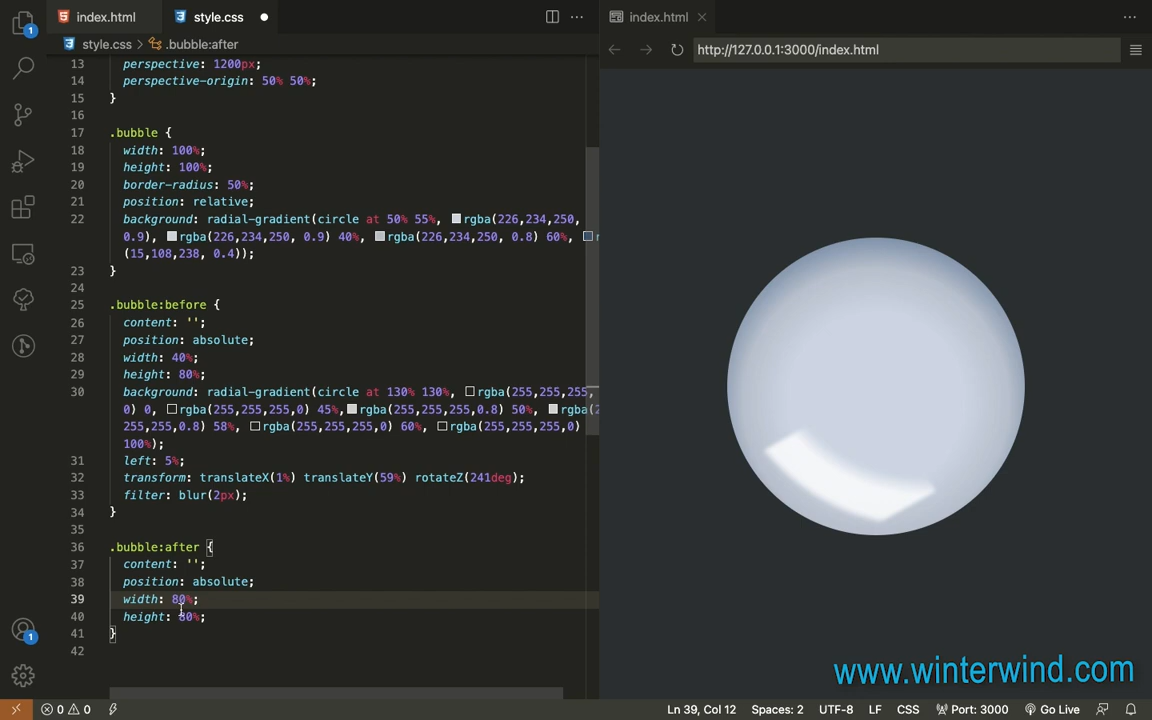 index.html
style.css
index.html
style.css > .bubble:after
http://127.0.0.1:3000/index.html
13 perspective: 1200px;
14 perspective-origin: 50% 50%;
15 }
16
17 .bubble {
18 width: 100%;
19 height: 100%;
20 border-radius: 50%;
21 position: relative;
22 background: radial-gradient(circle at 50% 55%, rgba(226,234,250,
0.9), rgba(226,234,250, 0.9) 40%, rgba(226,234,250, 0.8) 60%, r
(15,108,238, 0.4));
23 }
24
25 .bubble:before {
26 content: '';
27 position: absolute;
28 width: 40%;
29 height: 80%;
30 background: radial-gradient(circle at 130% 130%, rgba(255,255,255,
0) 0, rgba(255,255,255,0) 45%, rgba(255,255,255,0.8) 50%, rgba(2
255,255,0.8) 58%, rgba(255,255,255,0) 60%, rgba(255,255,255,0)
100%);
31 left: 5%;
32 transform: translateX(1%) translateY(59%) rotateZ(241deg);
33 filter: blur(2px);
34 }
35
36 .bubble:after {
37 content: '';
38 position: absolute;
39 width: 80%;
40 height: 80%;
41 }
42
1
1
www.winterwind.com
0 0 Ln 39, Col 12 Spaces: 2 UTF-8 LF CSS Port: 3000 Go Live